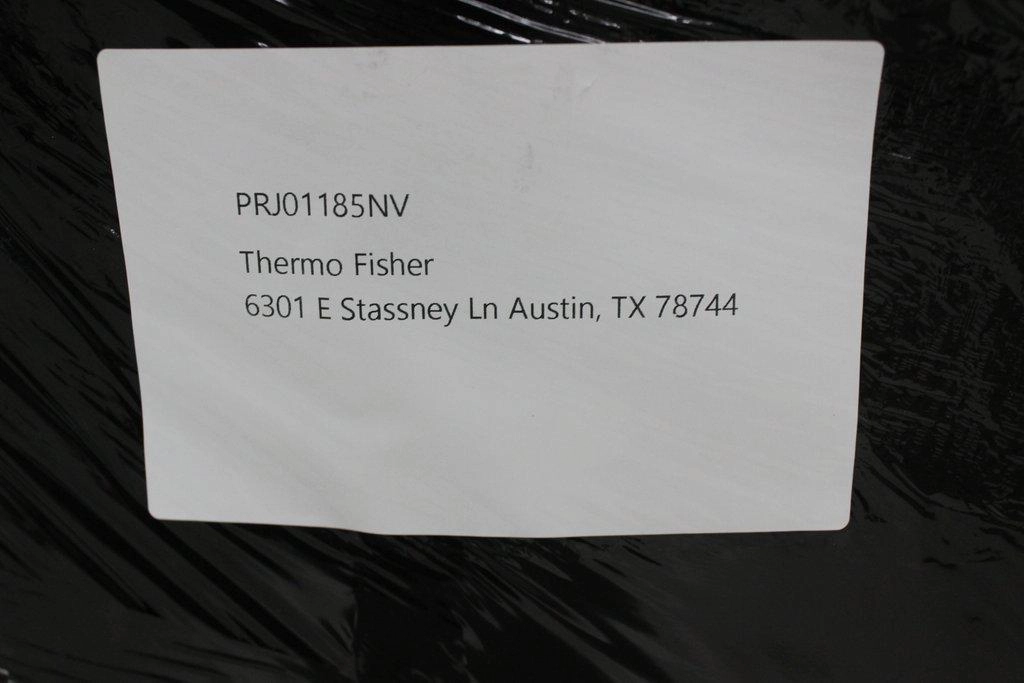 PRJ01185NV
Thermo Fisher
6301 E Stassney Ln Austin, TX 78744